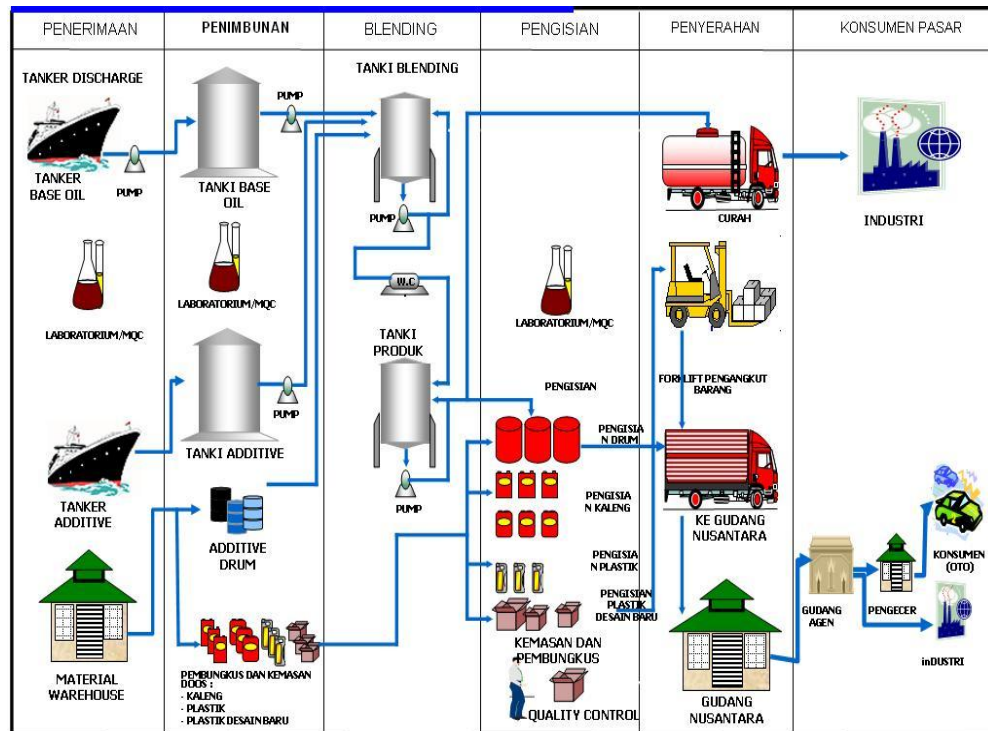 PENERIMAAN
PENIMBUNAN
BLENDING
PENGISIAN
PENYERAHAN
KONSUMEN PASAR
TANKER DISCHARGE
PUMP
TANKER
BASE OIL
LABORATORIUM/MQC
TANKER
ADDITIVE
MATERIAL
WAREHOUSE
PUMP
TANKI BASE
OIL
LABORATORIUM/MQC
PUMP
TANKI ADDITIVE
ADDITIVE
DRUM
PEMBUNGKUS DAN KEMASAN
DOOS :
- KALENG
- PLASTIK
- PLASTIK DESAIN BARU
TANKI BLENDING
PUMP
W.C
TANKI
PRODUK
PUMP
LABORATORIUM/MQC
PENGISIAN
PENGISIA
N DRUM
PENGISIA
N KALENG
PENGISIA
N PLASTIK
PENGISIAN
PLASTIK
DESAIN BARU
KEMASAN DAN
PEMBUNGKUS
QUALITY CONTROL
CURAH
FORKLIFT PENGANGKUT
BARANG
KE GUDANG
NUSANTARA
GUDANG
NUSANTARA
INDUSTRI
GUDANG
AGEN
PENGECER
KONSUMEN
(OTO)
inDUSTRI